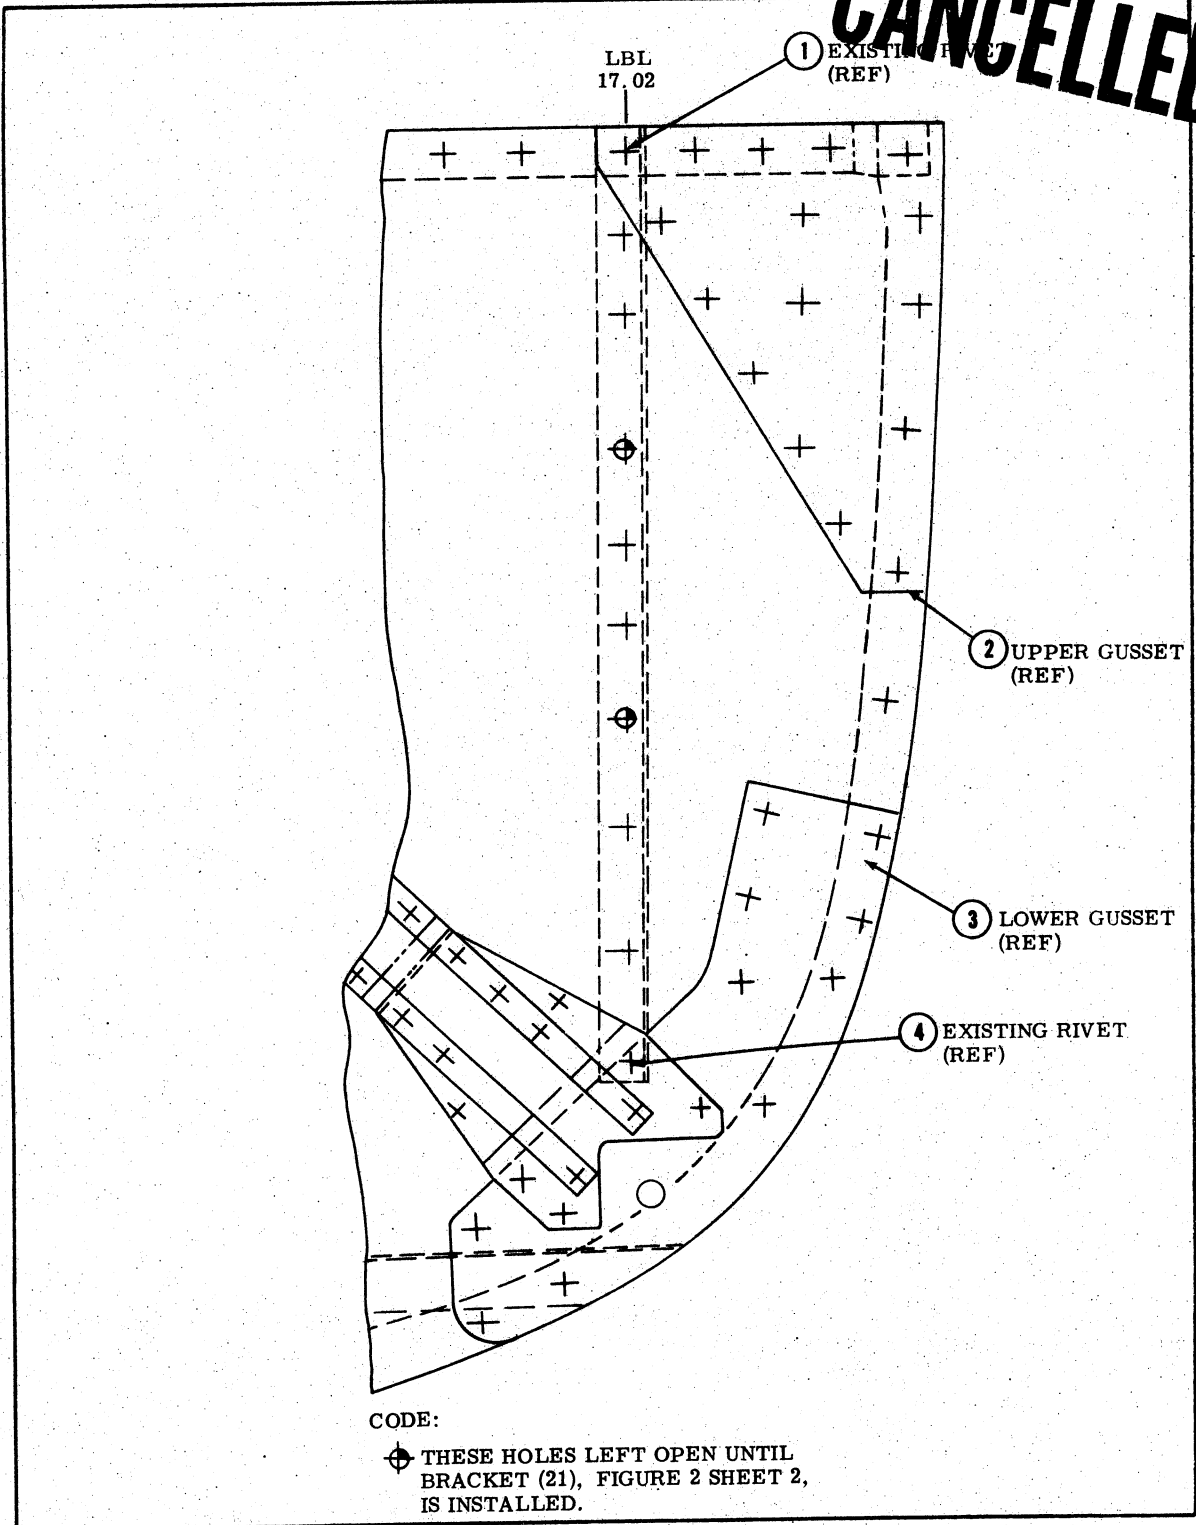 CANCELLED
LBL
17.02
1 EXISTING RIVET
(REF)
2 UPPER GUSSET
(REF)
3 LOWER GUSSET
(REF)
4 EXISTING RIVET
(REF)
CODE:
THESE HOLES LEFT OPEN UNTIL
BRACKET (21), FIGURE 2 SHEET 2,
IS INSTALLED.